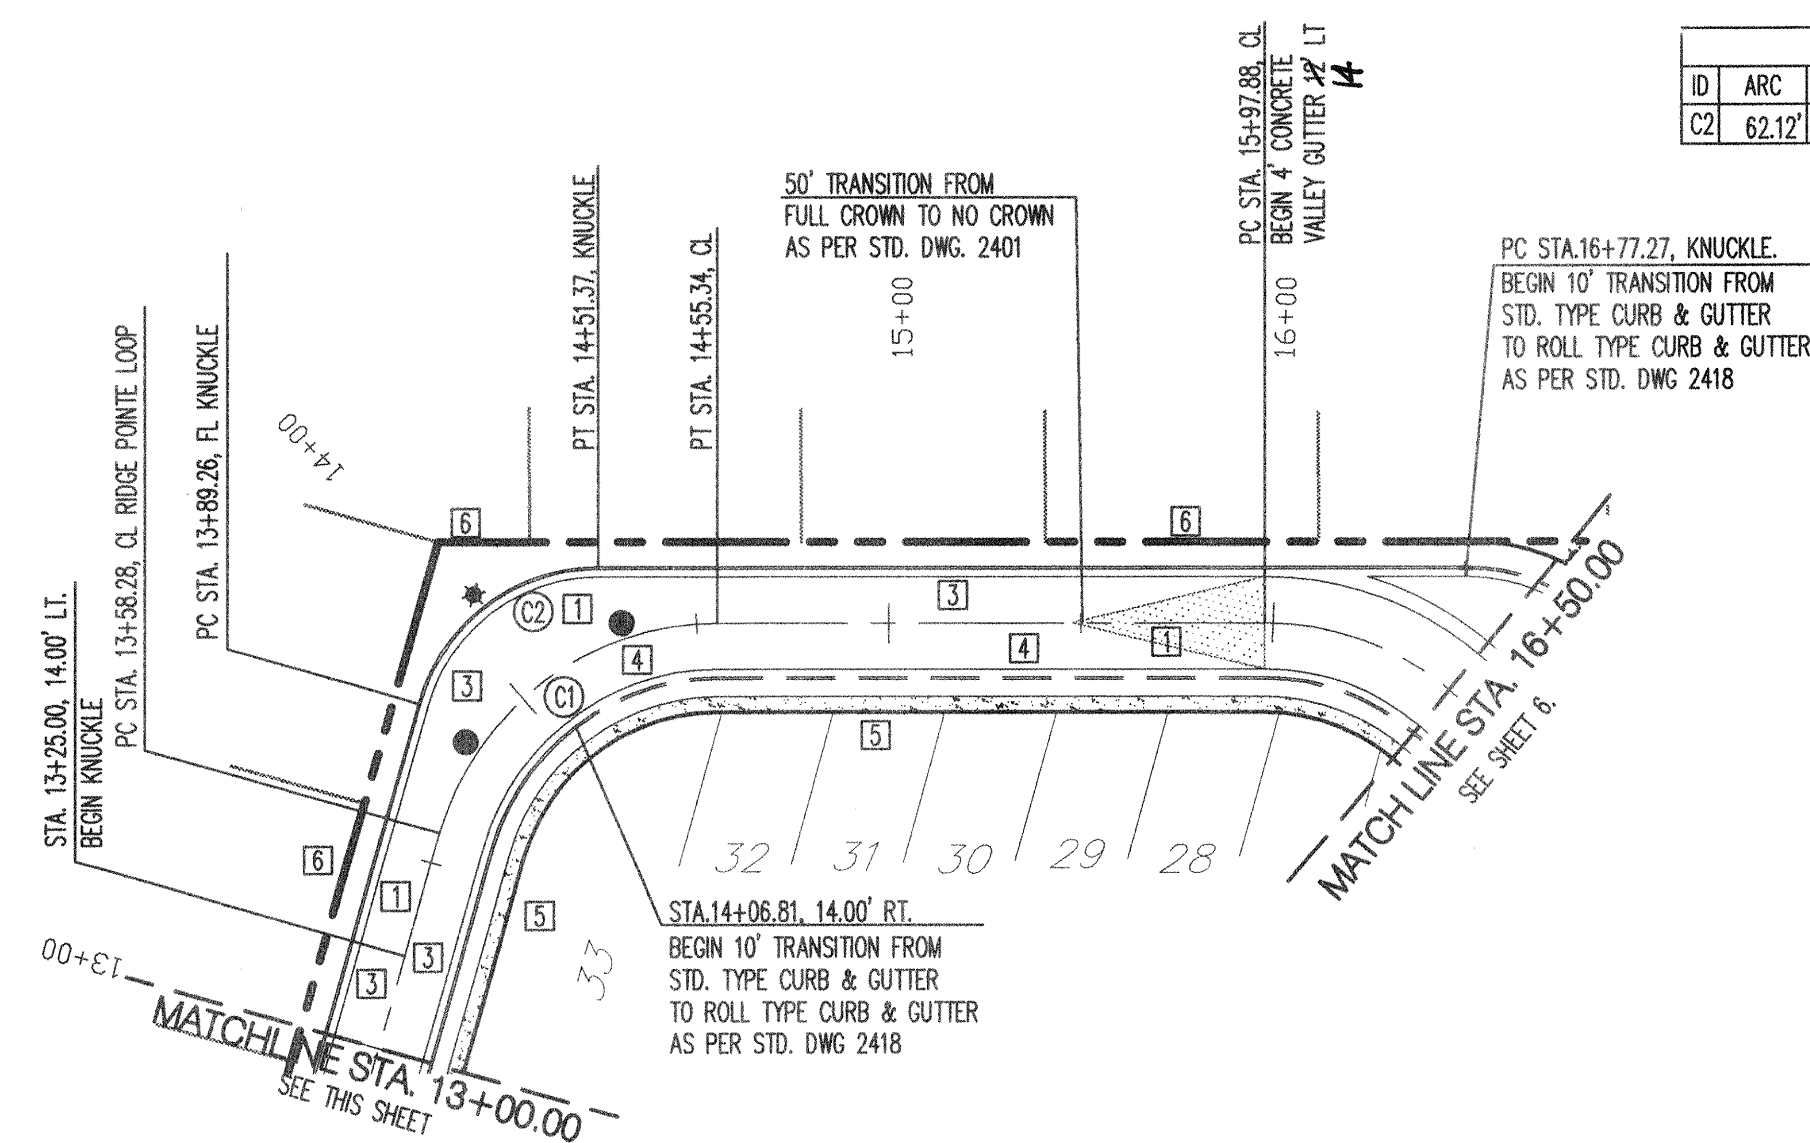 PC STA. 15+97.88, CL
BEGIN 4' CONCRETE
VALLEY GUTTER 12' LT
14
ID ARC
C2 62.12'
50' TRANSITION FROM
FULL CROWN TO NO CROWN
AS PER STD. DWG. 2401
PC STA.16+77.27, KNUCKLE.
BEGIN 10' TRANSITION FROM
STD. TYPE CURB & GUTTER
TO ROLL TYPE CURB & GUTTER
AS PER STD. DWG 2418
PT STA. 14+51.37, KNUCKLE
PT STA. 14+55.34, CL
15+00
16+00
14+00
PC STA. 13+89.26, FL KNUCKLE
PC STA. 13+58.28, CL RIDGE POINTE LOOP
STA. 13+25.00, 14.00' LT.
BEGIN KNUCKLE
6
6
C2
1
3
3
4
4
1
C1
5
6
1
3
3
5
32
31
30
29
28
33
STA.14+06.81, 14.00' RT.
BEGIN 10' TRANSITION FROM
STD. TYPE CURB & GUTTER
TO ROLL TYPE CURB & GUTTER
AS PER STD. DWG 2418
MATCH LINE STA. 16+50.00
SEE SHEET 6.
13+00
MATCHLINE STA. 13+00.00
SEE THIS SHEET